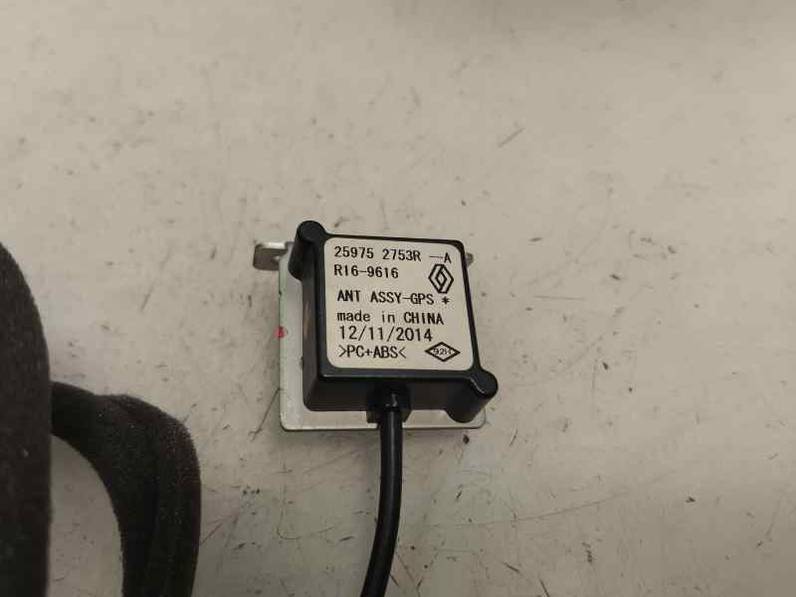 25975 2753R —A
R16-9616
ANT ASSY-GPS *
made in CHINA
12/11/2014
>PC+ABS<